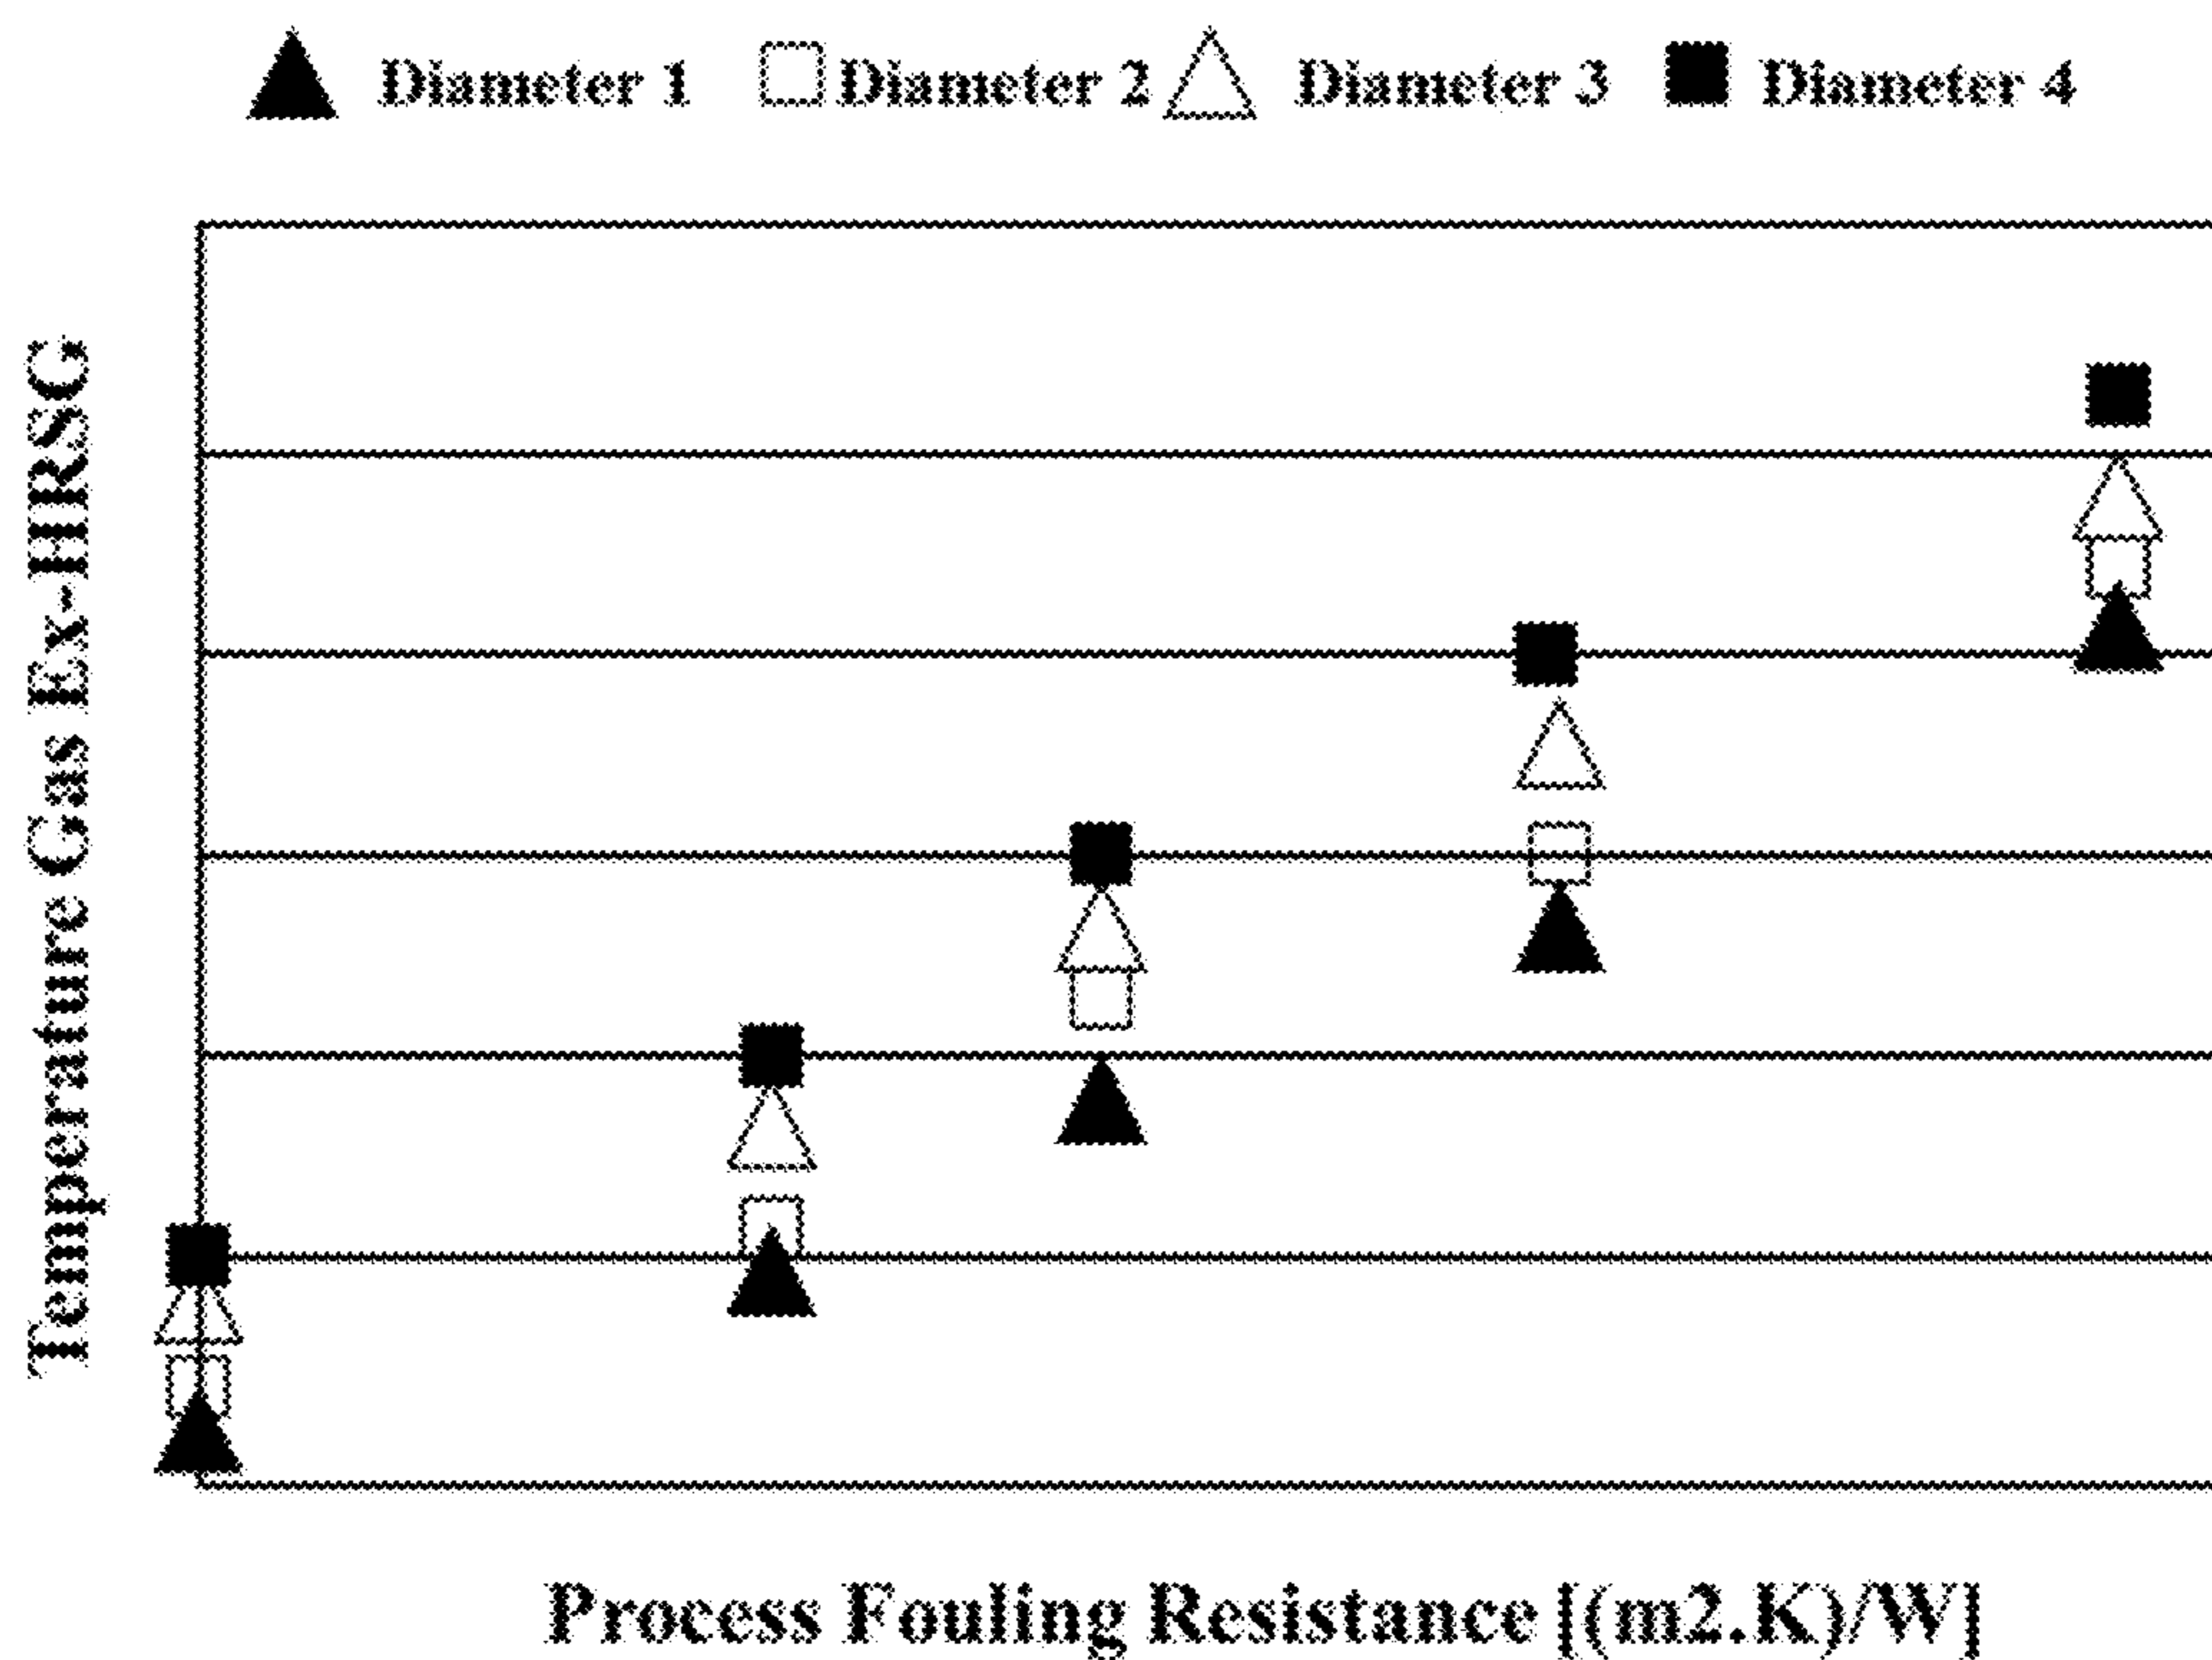 Diameter 1 Diameter 2 Diameter 3 Diameter 4
Temperature Gas Ex-HRSG
Process Fouling Resistance [(m2.K)/W]